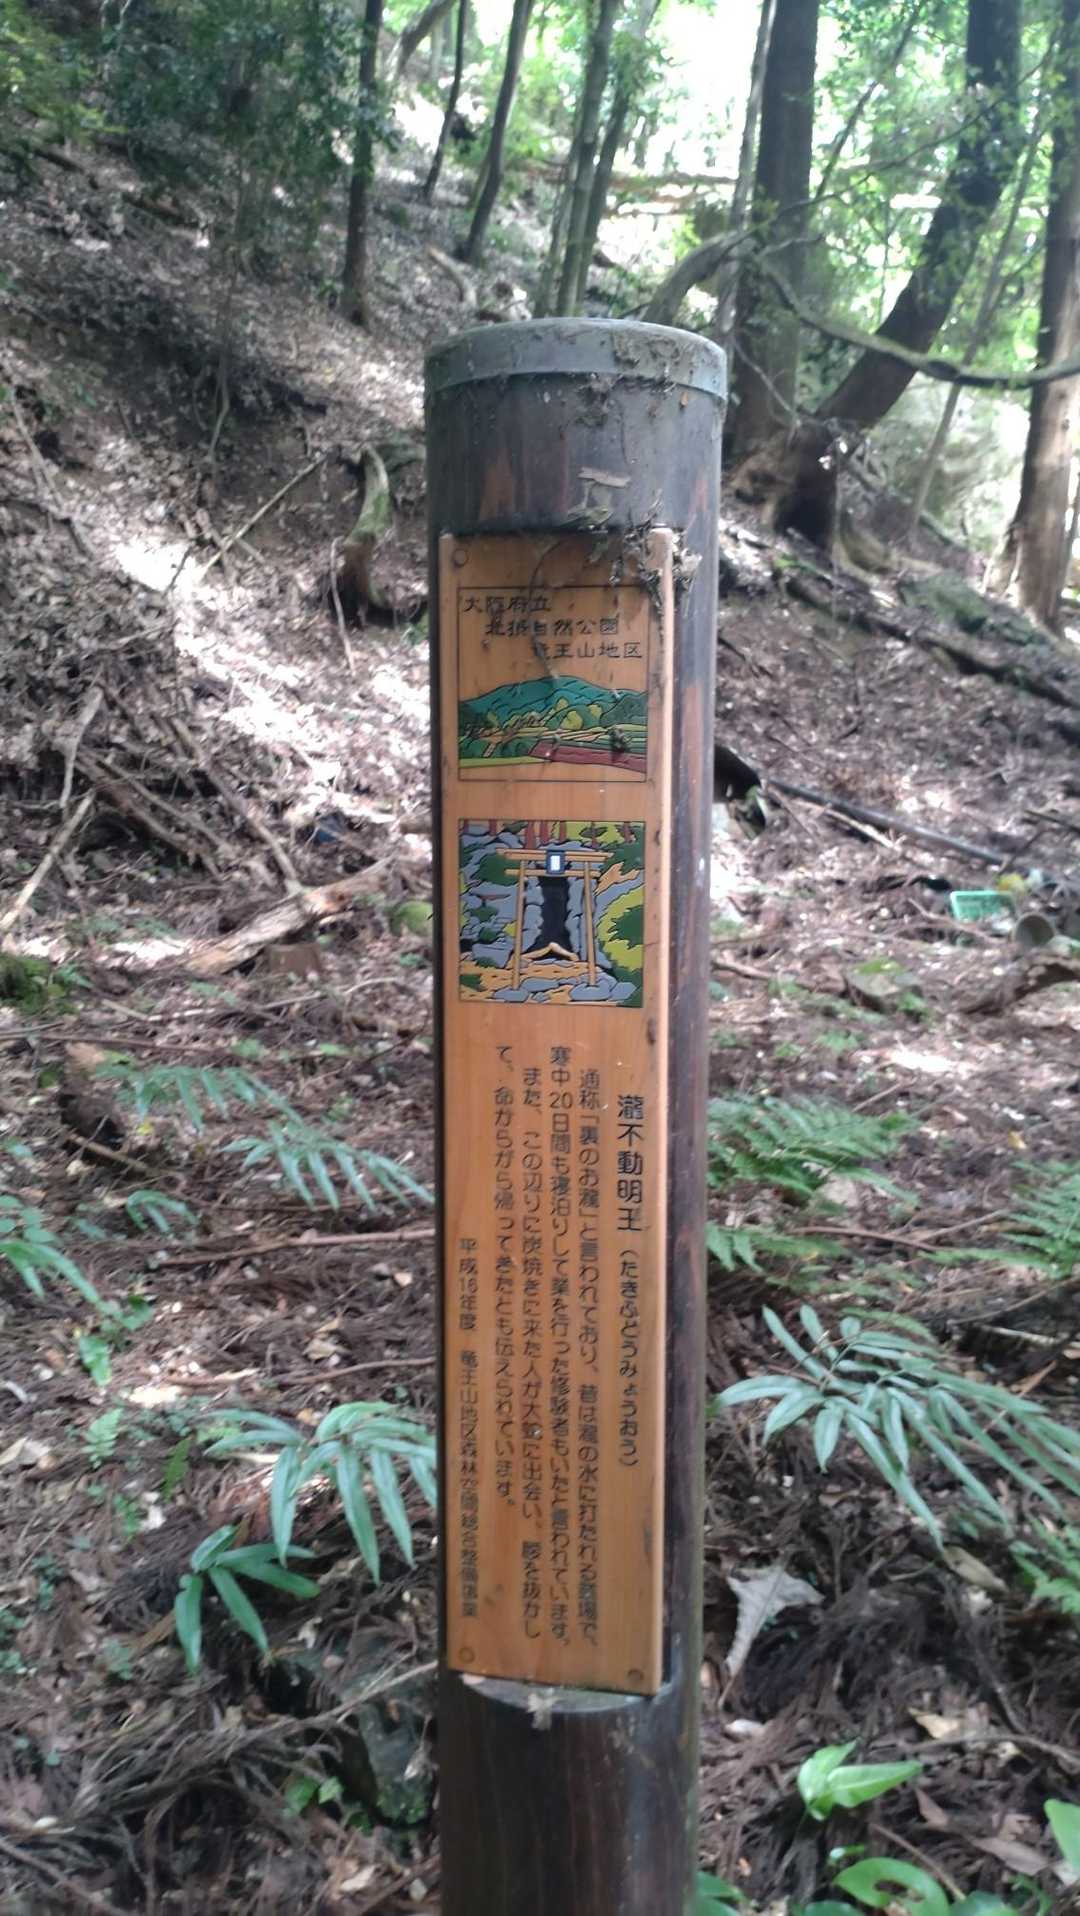 大阪府立
北摂自然公園
竜王山地区
瀧不動明王（たきふどうみょうおう）
通称「裏のお瀧」と言われており、昔は瀧の水に打たれる霊場で、
寒中20日間も寝泊りして業を行った修験者もいたと言われています。
また、この辺りに炭焼きに来た人が大蛇に出会い、腰を抜かし
て、命からがら帰ってきたとも伝えられています。
平成16年度　竜王山地区森林空間総合整備事業